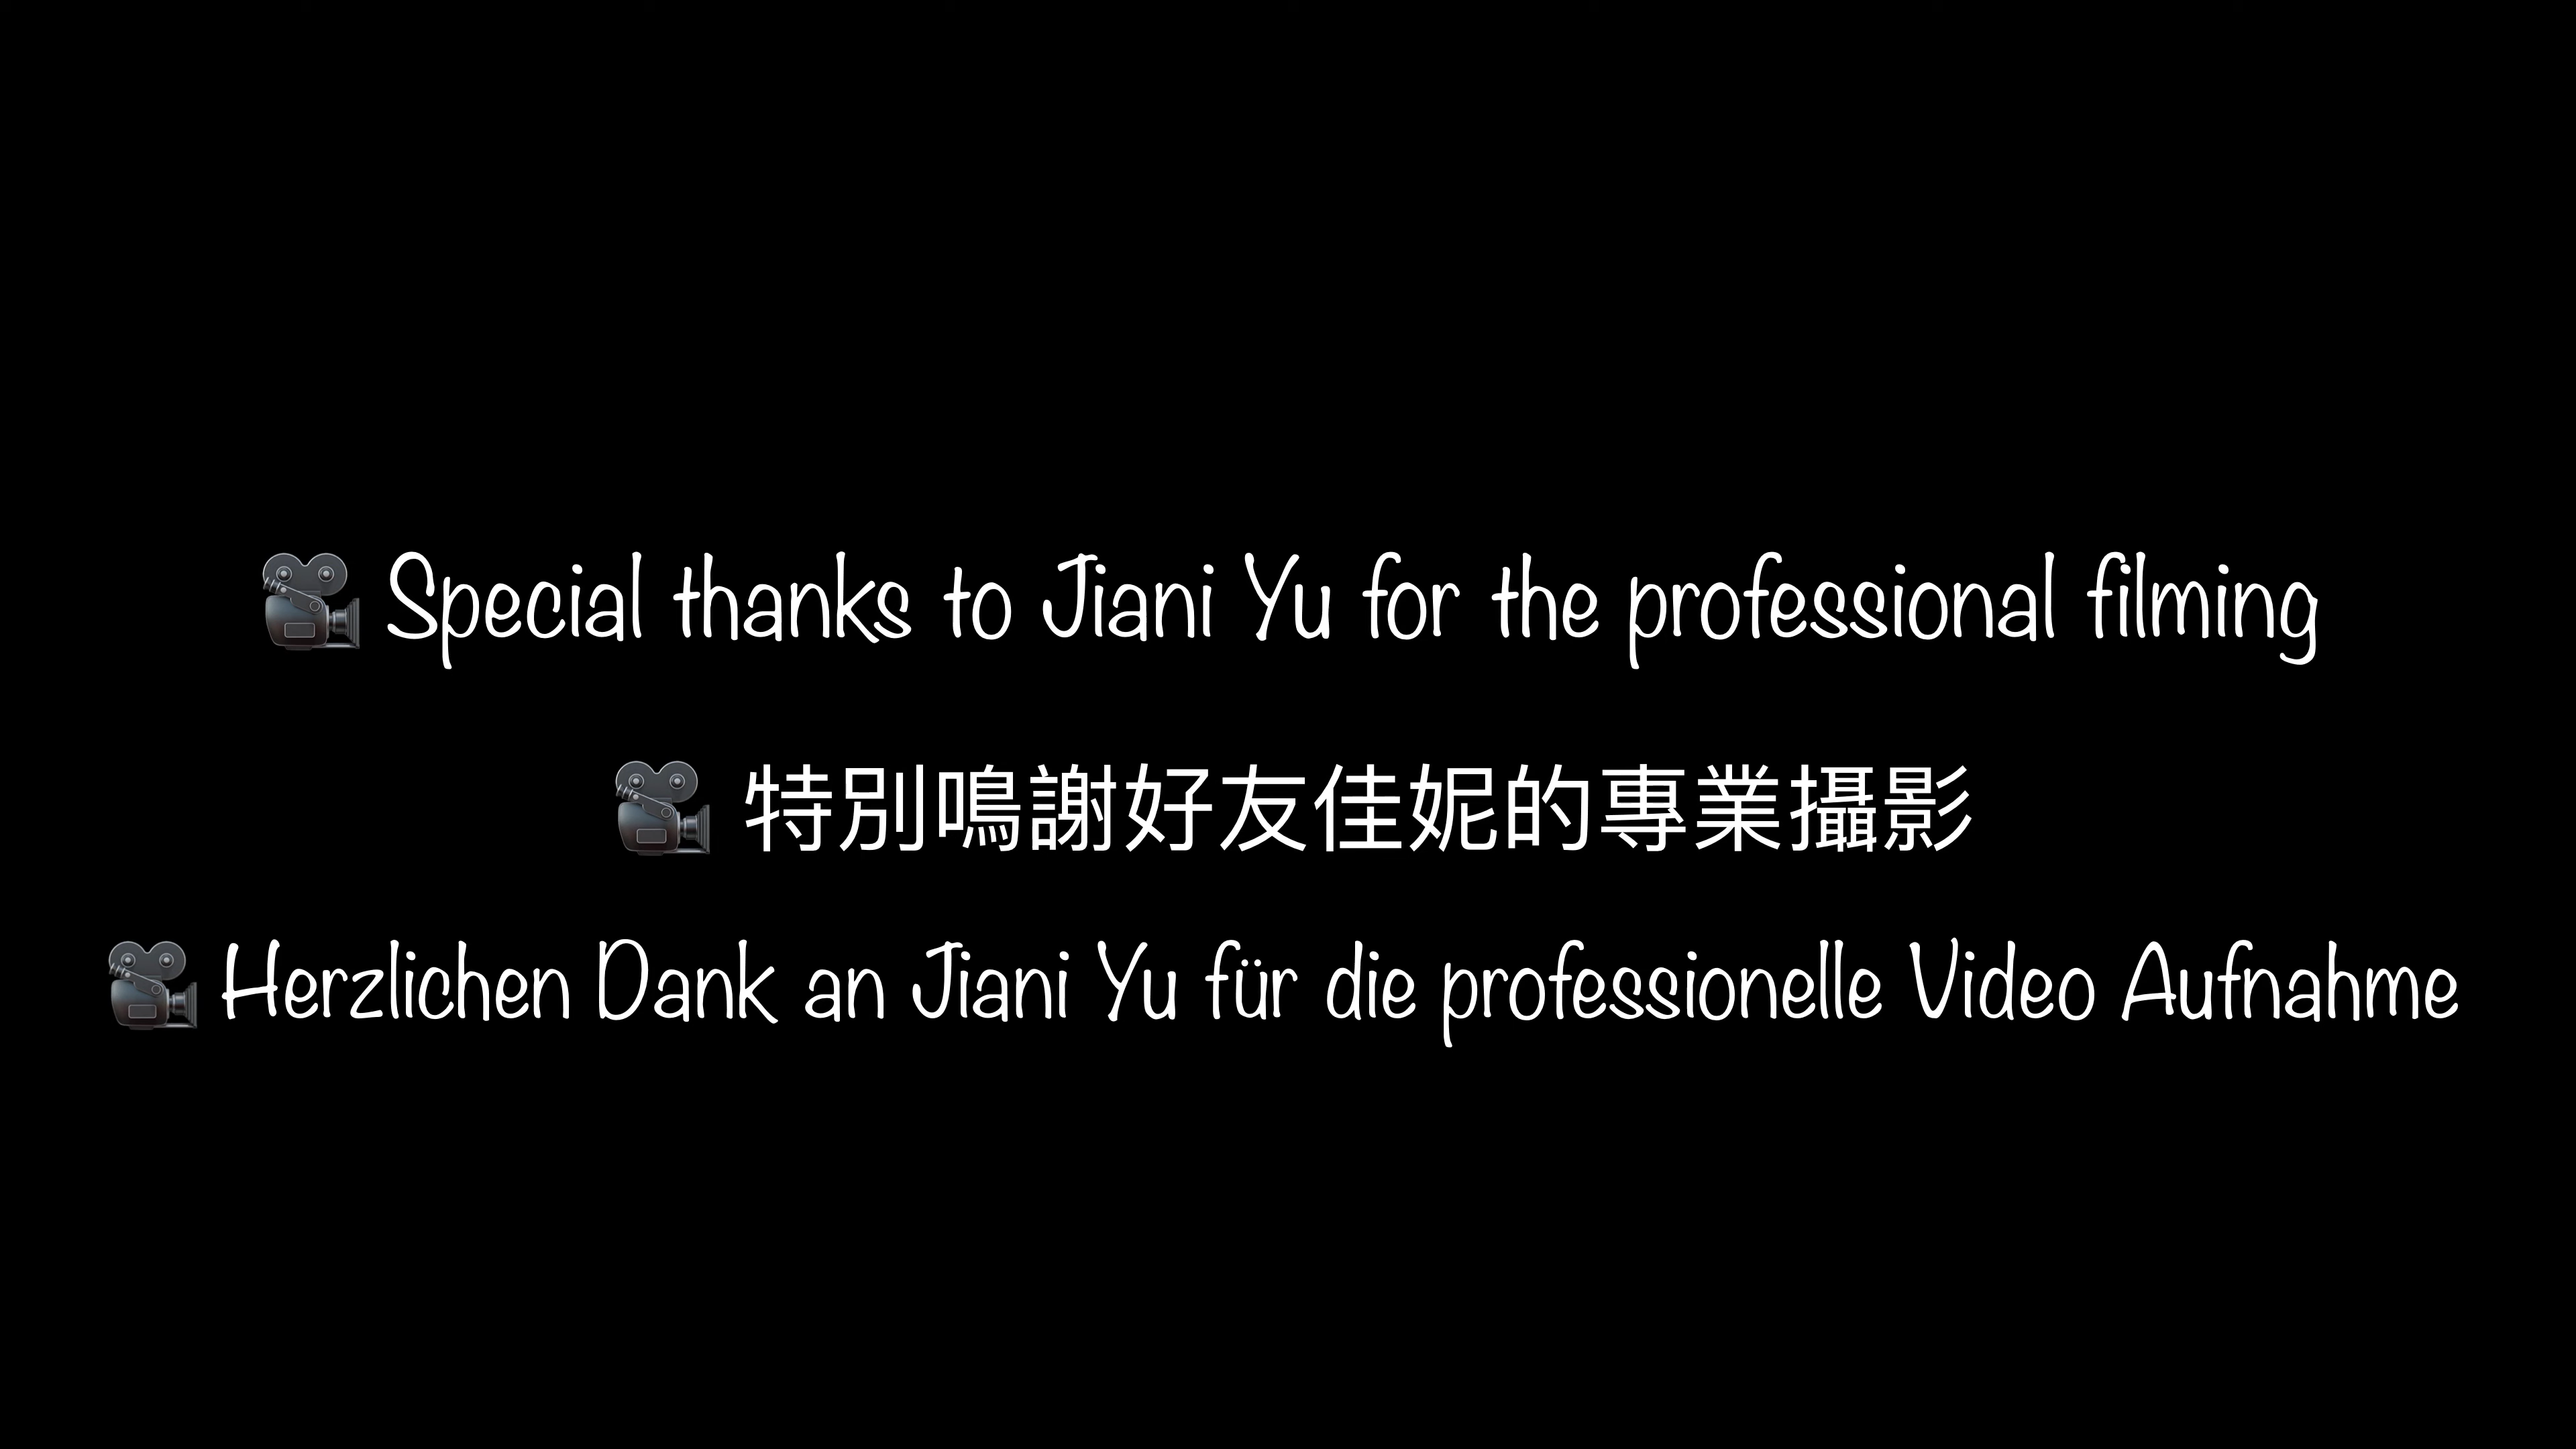 🎥 Special thanks to Jiani Yu for the professional filming
🎥 特別鳴謝好友佳妮的專業攝影
🎥 Herzlichen Dank an Jiani Yu für die professionelle Video Aufnahme